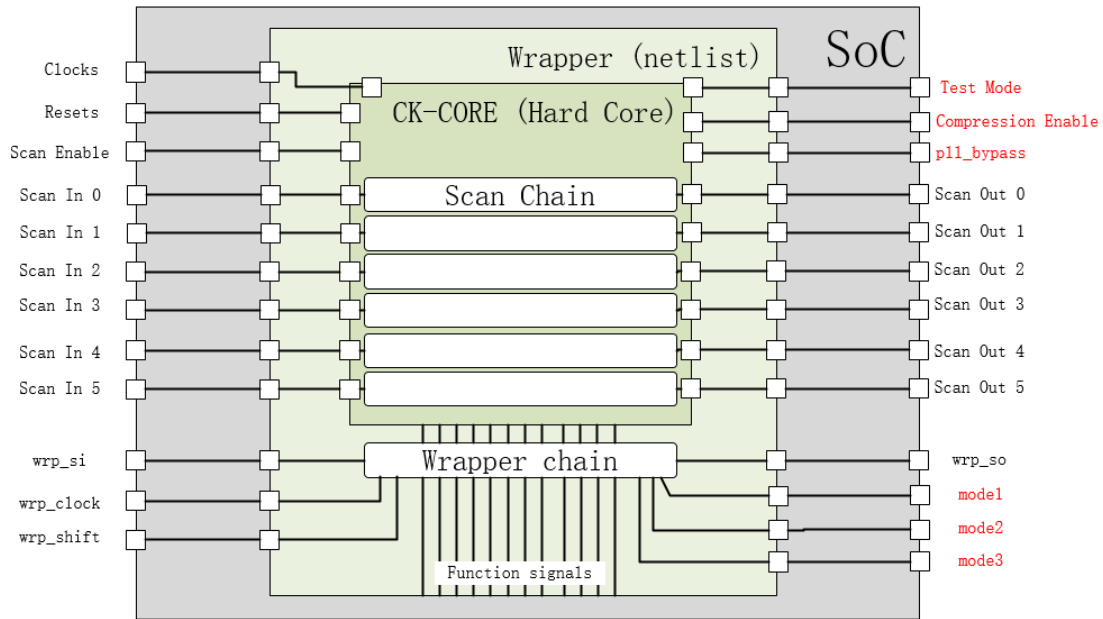 SoC
Wrapper (netlist)
CK-CORE (Hard Core)
Clocks
Resets
Scan Enable
Scan In 0
Scan In 1
Scan In 2
Scan In 3
Scan In 4
Scan In 5
wrp_si
wrp_clock
wrp_shift
Scan Chain
Wrapper chain
Function signals
Test Mode
Compression Enable
pll_bypass
Scan Out 0
Scan Out 1
Scan Out 2
Scan Out 3
Scan Out 4
Scan Out 5
wrp_so
mode1
mode2
mode3